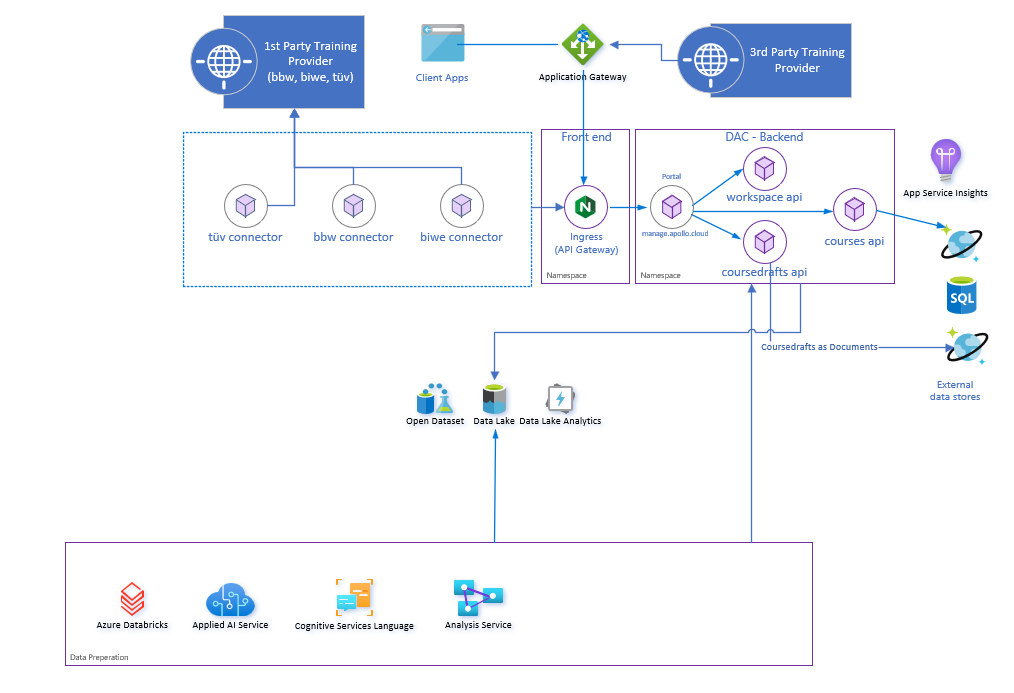 1st Party Training
Provider
(bbw, biwe, tüv)
Client Apps
Application Gateway
3rd Party Training
Provider
Front end
DAC - Backend
Portal
manage.apollo.cloud
workspace api
courses api
coursedrafts api
App Service Insights
tüv connector
bbw connector
biwe connector
Ingress
(API Gateway)
Namespace
Namespace
SQL
Coursedrafts as Documents
External
data stores
Open Dataset
Data Lake
Data Lake Analytics
Azure Databricks
Applied AI Service
Cognitive Services Language
Analysis Service
Data Preperation